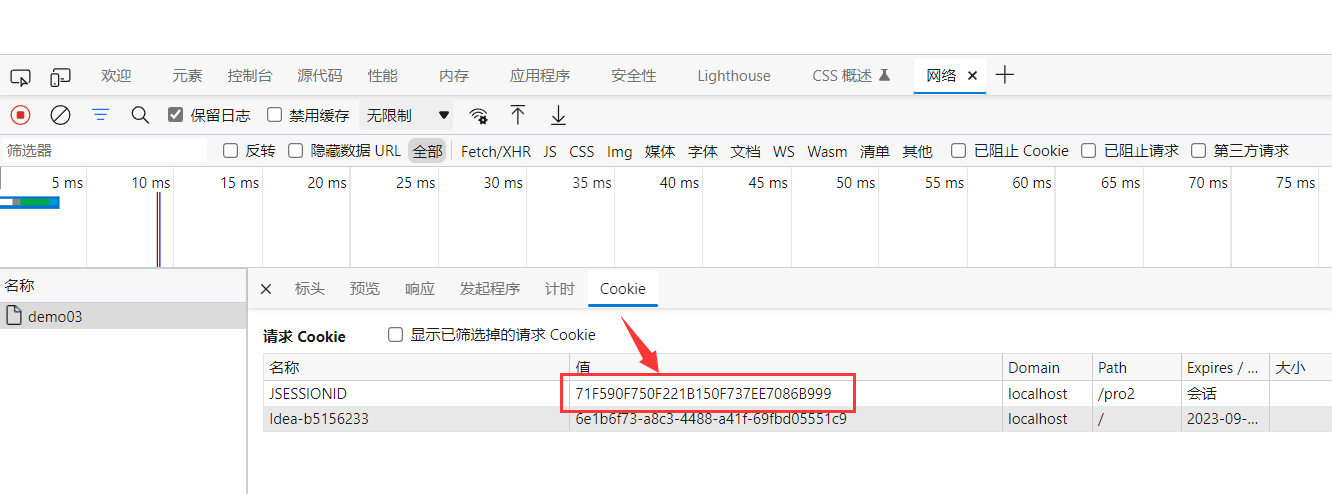 欢迎 元素 控制台 源代码 性能 内存 应用程序 安全性 Lighthouse CSS 概述 网络
保留日志 禁用缓存 无限制
筛选器 反转 隐藏数据 URL 全部 Fetch/XHR JS CSS Img 媒体 字体 文档 WS Wasm 清单 其他 已阻止 Cookie 已阻止请求 第三方请求
5 ms 10 ms 15 ms 20 ms 25 ms 30 ms 35 ms 40 ms 45 ms 50 ms 55 ms 60 ms 65 ms 70 ms 75 ms
名称 标头 预览 响应 发起程序 计时 Cookie
demo03
请求 Cookie 显示已筛选掉的请求 Cookie
名称 值 Domain Path Expires / ... 大小
JSESSIONID 71F590F750F221B150F737EE7086B999 localhost /pro2 会话
Idea-b5156233 6e1b6f73-a8c3-4488-a41f-69fbd05551c9 localhost / 2023-09-...